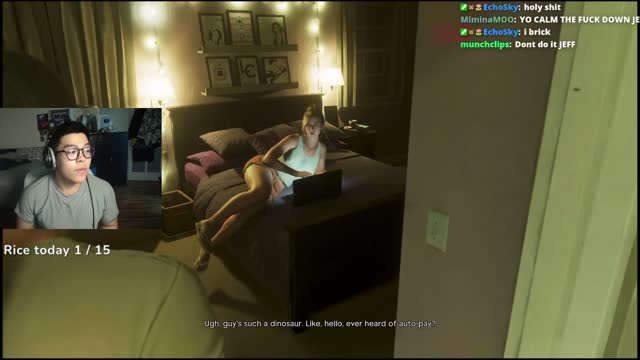 EchoSky: holy shit
MiminaMOO: YO CALM THE FUCK DOWN JE
EchoSky: i brick
munchclips: Dont do it JEFF
Rice today 1 / 15
Ugh, guy's such a dinosaur. Like, hello, ever heard of auto-pay?